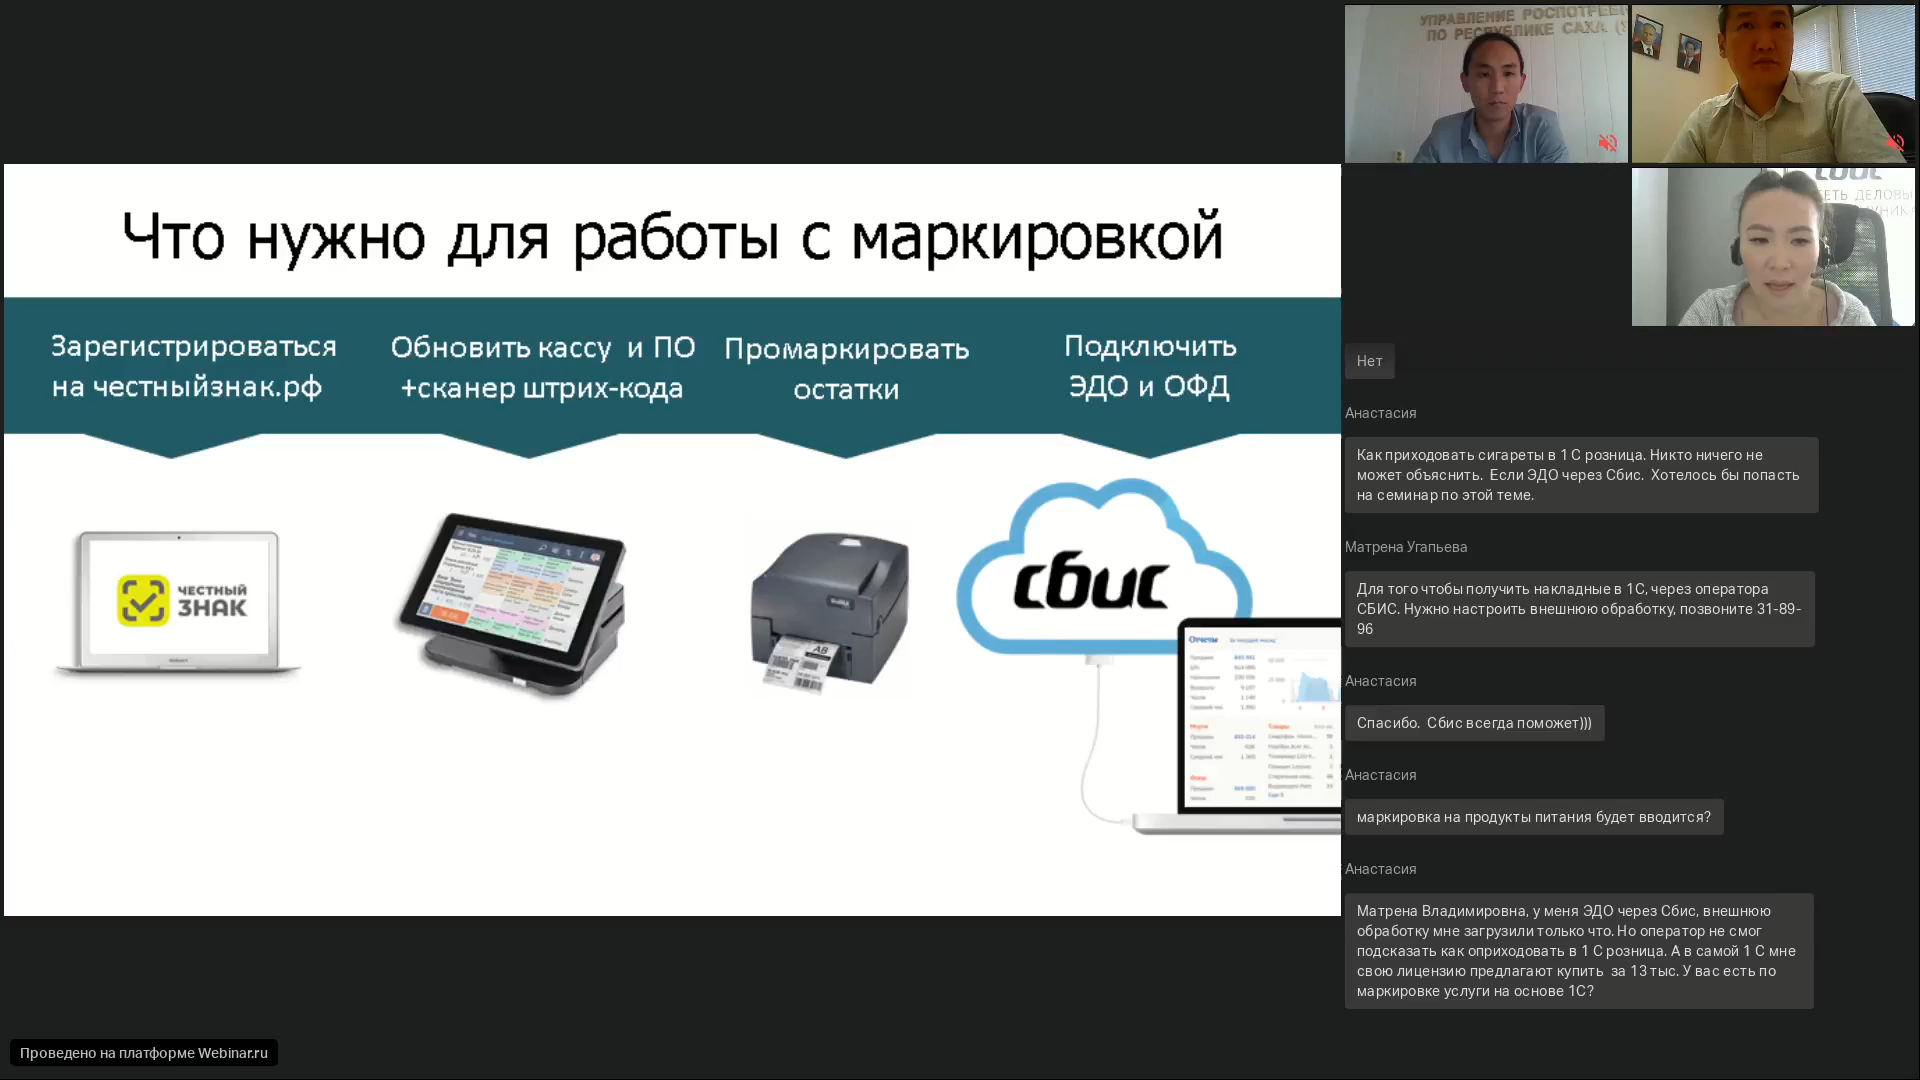 Что нужно для работы с маркировкой
Зарегистрироваться
на честныйзнак.рф
Обновить кассу и ПО
+сканер штрих-кода
Промаркировать
остатки
Подключить
ЭДО и ОФД
ЧЕСТНЫЙ
ЗНАК
АВ
сбис
Отчеты
УПРАВЛЕНИЕ РОСПОТРЕБ
ПО РЕСПУБЛИКЕ САХА (
сбис
ЕТЬ ДЕЛОВЫ
Нет
Анастасия
Как приходовать сигареты в 1 С розница. Никто ничего не
может объяснить. Если ЭДО через Сбис. Хотелось бы попасть
на семинар по этой теме.
Матрена Угапьева
Для того чтобы получить накладные в 1С, через оператора
СБИС. Нужно настроить внешнюю обработку, позвоните 31-89-
96
Анастасия
Спасибо. Сбис всегда поможет)))
Анастасия
маркировка на продукты питания будет вводится?
Анастасия
Матрена Владимировна, у меня ЭДО через Сбис, внешнюю
обработку мне загрузили только что. Но оператор не смог
подсказать как оприходовать в 1 С розница. А в самой 1 С мне
свою лицензию предлагают купить за 13 тыс. У вас есть по
маркировке услуги на основе 1С?
Проведено на платформе Webinar.ru